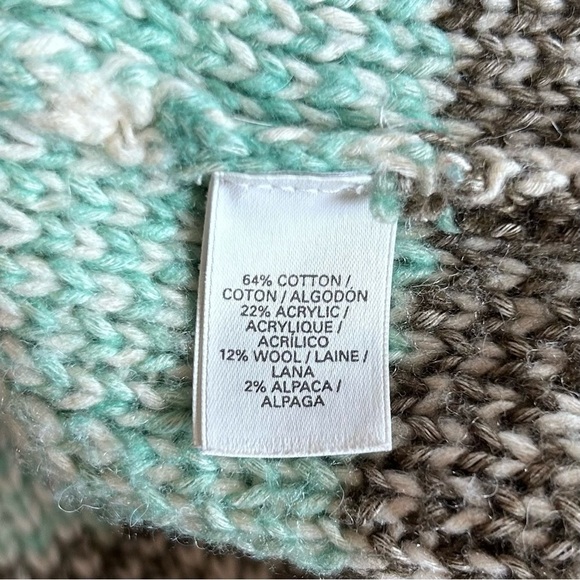 64% COTTON /
COTON / ALGODÓN
22% ACRYLIC /
ACRYLIQUE /
ACRÍLICO
12% WOOL / LAINE /
LANA
2% ALPACA /
ALPAGA